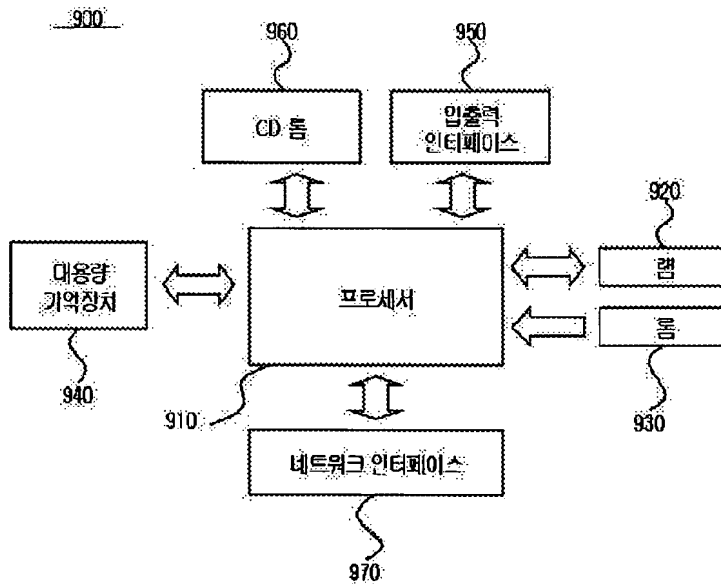 900
960
950
CD 롬
입출력
인터페이스
920
대용량
기억장치
프로세서
램
롬
940
910
930
네트워크 인터페이스
970